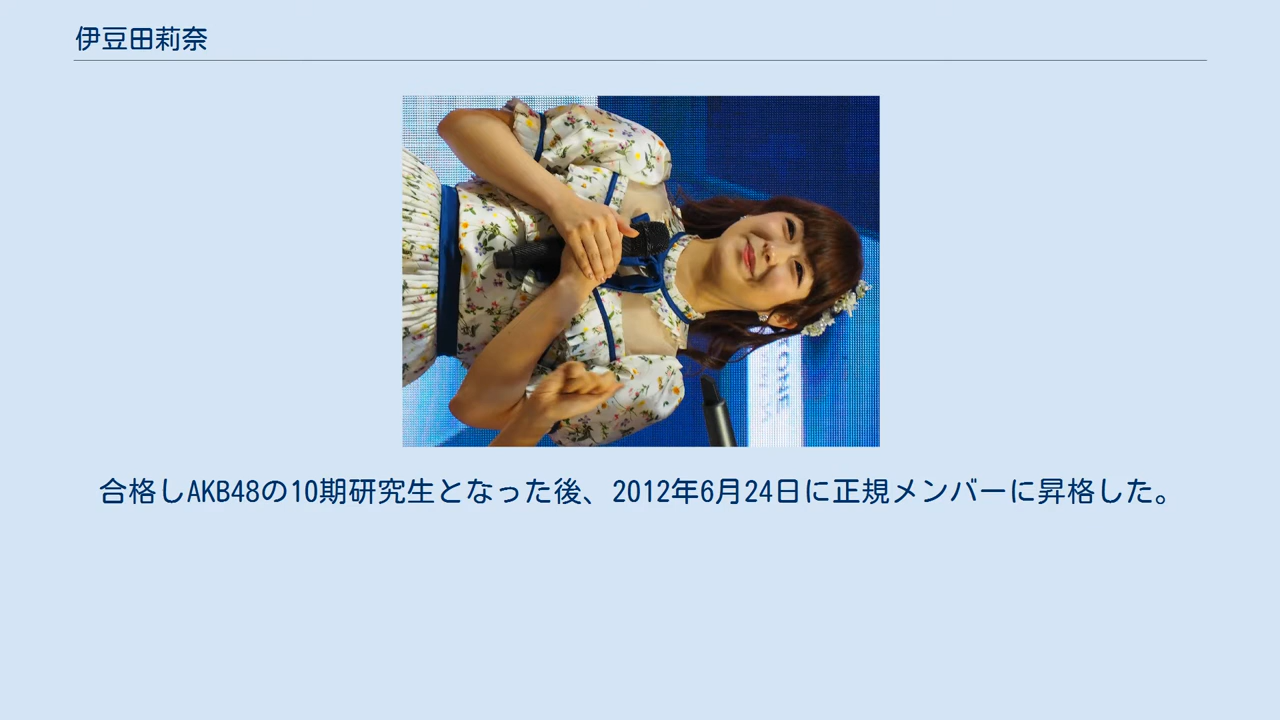 伊豆田莉奈
合格しAKB48の10期研究生となった後、2012年6月24日に正規メンバーに昇格した。